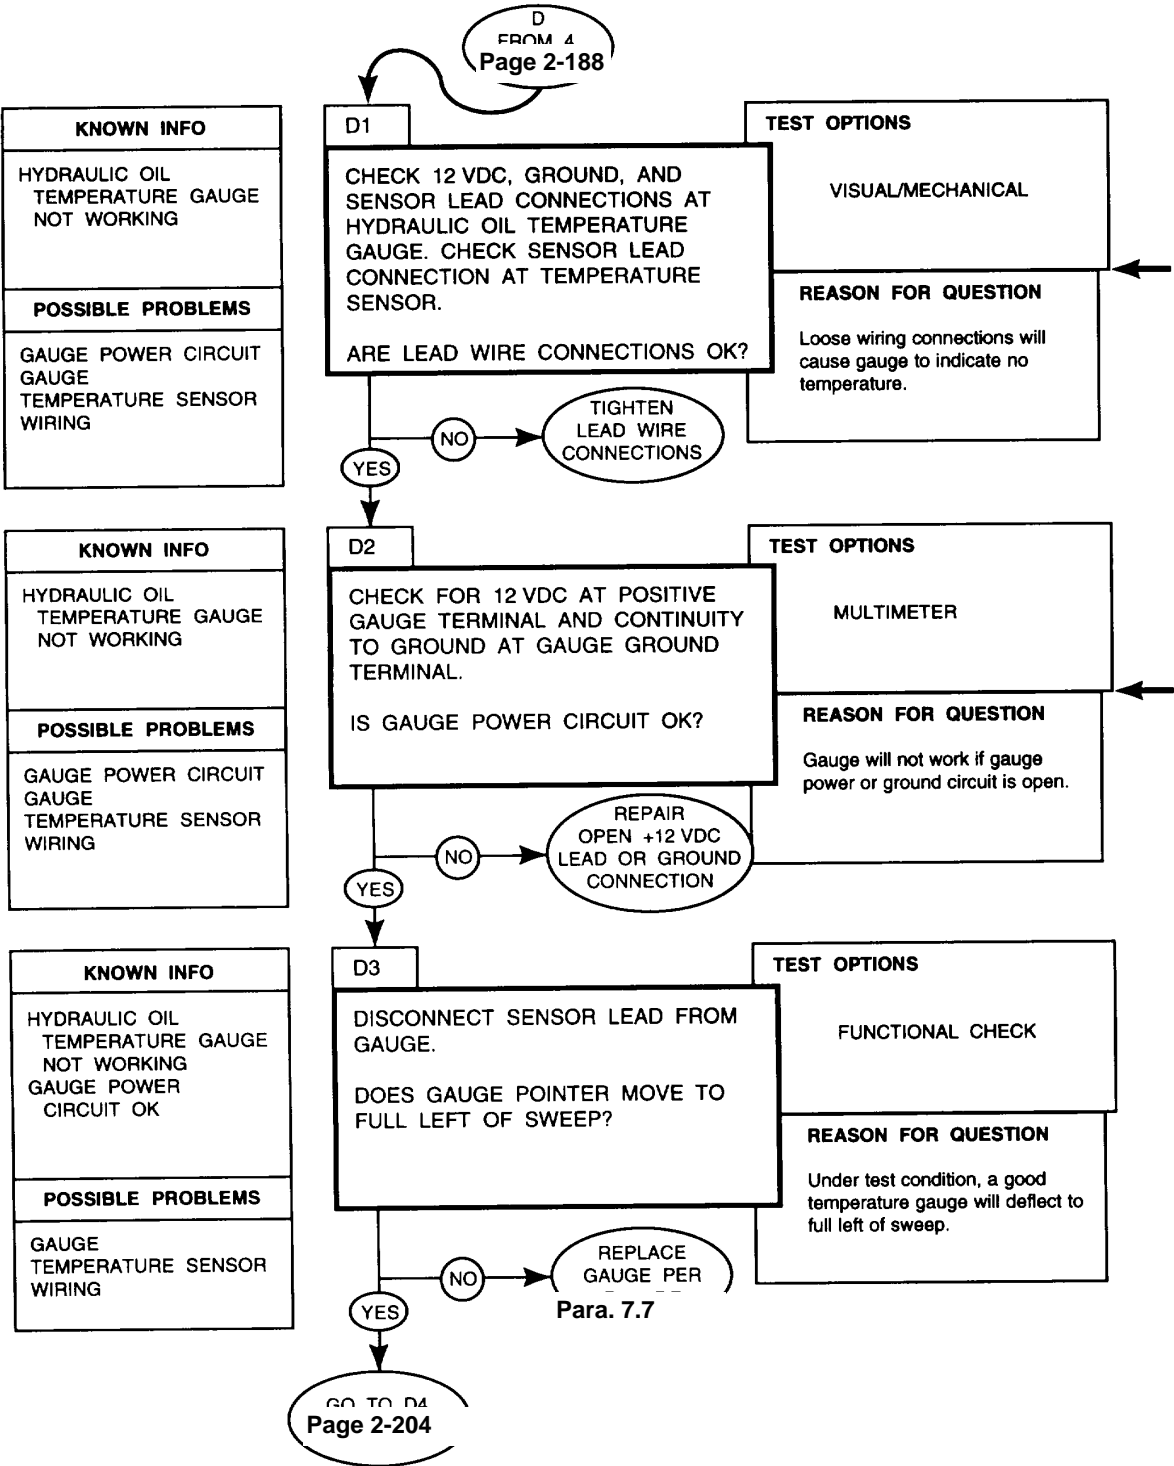 D
FROM 4
Page 2-188
KNOWN INFO
HYDRAULIC OIL
TEMPERATURE GAUGE
NOT WORKING
POSSIBLE PROBLEMS
GAUGE POWER CIRCUIT
GAUGE
TEMPERATURE SENSOR
WIRING
D1
CHECK 12 VDC, GROUND, AND
SENSOR LEAD CONNECTIONS AT
HYDRAULIC OIL TEMPERATURE
GAUGE. CHECK SENSOR LEAD
CONNECTION AT TEMPERATURE
SENSOR.
ARE LEAD WIRE CONNECTIONS OK?
TEST OPTIONS
VISUAL/MECHANICAL
REASON FOR QUESTION
Loose wiring connections will
cause gauge to indicate no
temperature.
NO
TIGHTEN
LEAD WIRE
CONNECTIONS
YES
KNOWN INFO
HYDRAULIC OIL
TEMPERATURE GAUGE
NOT WORKING
POSSIBLE PROBLEMS
GAUGE POWER CIRCUIT
GAUGE
TEMPERATURE SENSOR
WIRING
D2
CHECK FOR 12 VDC AT POSITIVE
GAUGE TERMINAL AND CONTINUITY
TO GROUND AT GAUGE GROUND
TERMINAL.
IS GAUGE POWER CIRCUIT OK?
TEST OPTIONS
MULTIMETER
REASON FOR QUESTION
Gauge will not work if gauge
power or ground circuit is open.
NO
REPAIR
OPEN +12 VDC
LEAD OR GROUND
CONNECTION
YES
KNOWN INFO
HYDRAULIC OIL
TEMPERATURE GAUGE
NOT WORKING
GAUGE POWER
CIRCUIT OK
POSSIBLE PROBLEMS
GAUGE
TEMPERATURE SENSOR
WIRING
D3
DISCONNECT SENSOR LEAD FROM
GAUGE.
DOES GAUGE POINTER MOVE TO
FULL LEFT OF SWEEP?
TEST OPTIONS
FUNCTIONAL CHECK
REASON FOR QUESTION
Under test condition, a good
temperature gauge will deflect to
full left of sweep.
NO
REPLACE
GAUGE PER
Para. 7.7
YES
GO TO D4
Page 2-204